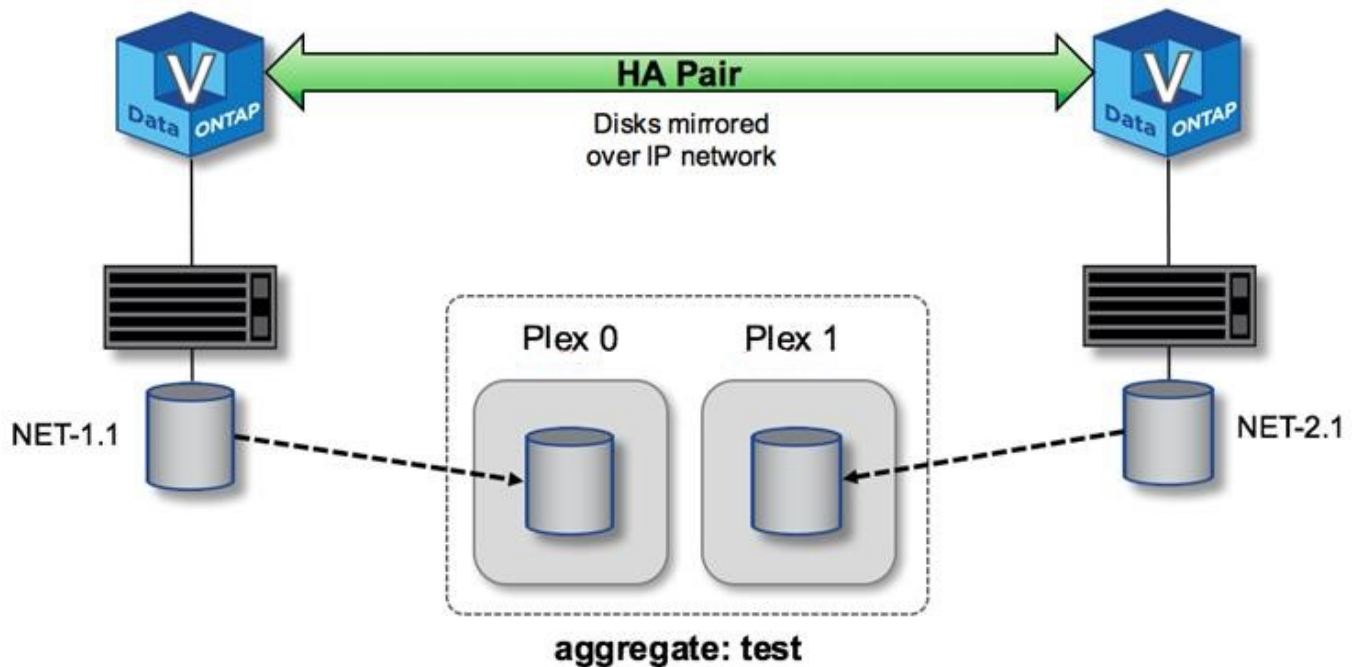 V
Data ONTAP
HA Pair
Disks mirrored
over IP network
V
Data ONTAP
Plex 0
Plex 1
NET-1.1
NET-2.1
aggregate: test